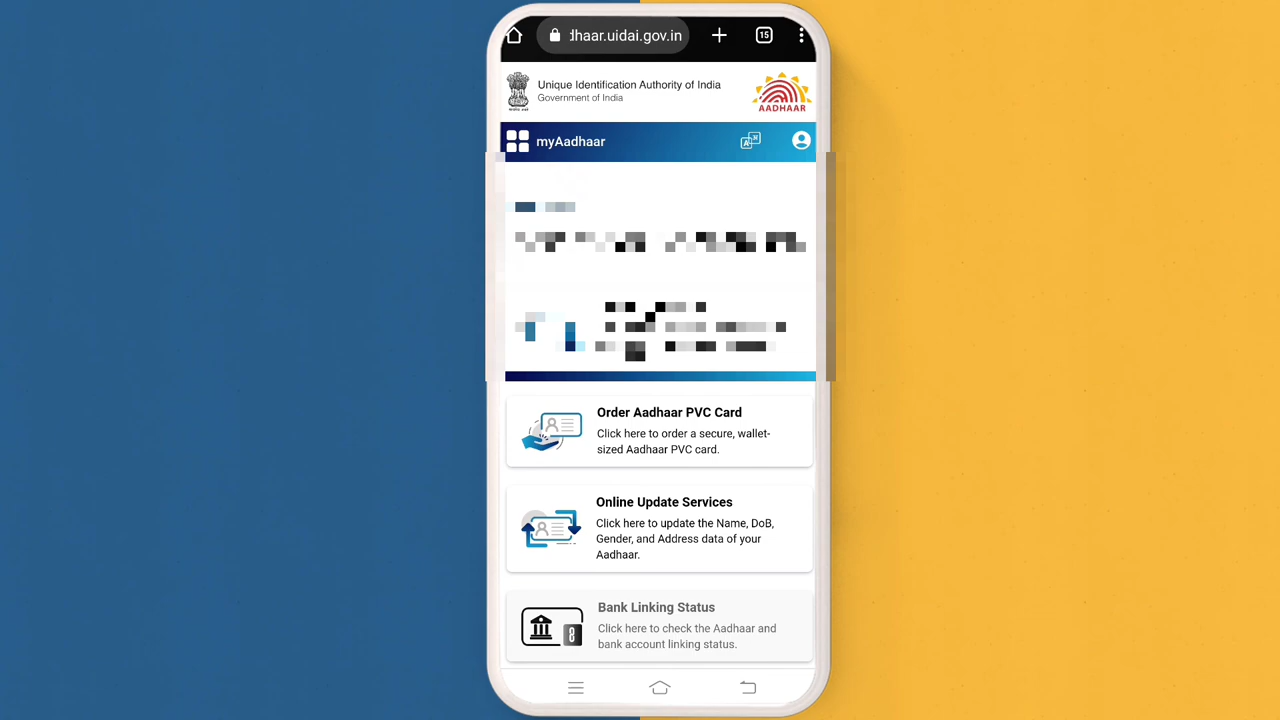 dhaar.uidai.gov.in
15
Unique Identification Authority of India
Government of India
AADHAAR
myAadhaar
Order Aadhaar PVC Card
Click here to order a secure, wallet-
sized Aadhaar PVC card.
Online Update Services
Click here to update the Name, DoB,
Gender, and Address data of your
Aadhaar.
Bank Linking Status
Click here to check the Aadhaar and
bank account linking status.